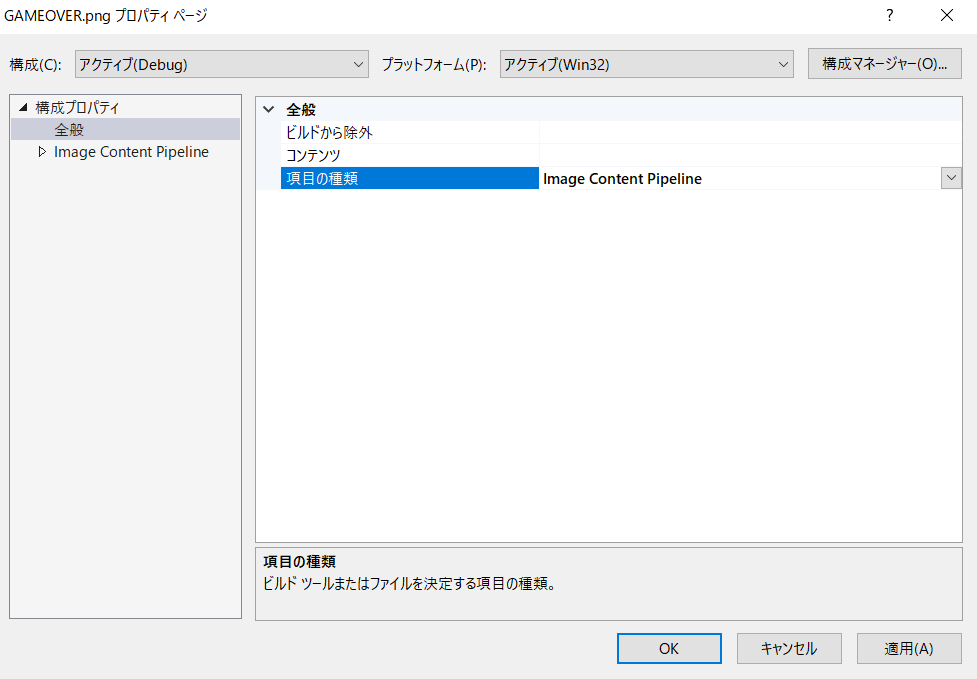 GAMEOVER.png プロパティ ページ
構成(C): アクティブ(Debug) プラットフォーム(P): アクティブ(Win32) 構成マネージャー(O)...
構成プロパティ
全般
Image Content Pipeline
全般
ビルドから除外
コンテンツ
項目の種類 Image Content Pipeline
項目の種類
ビルド ツールまたはファイルを決定する項目の種類。
OK キャンセル 適用(A)